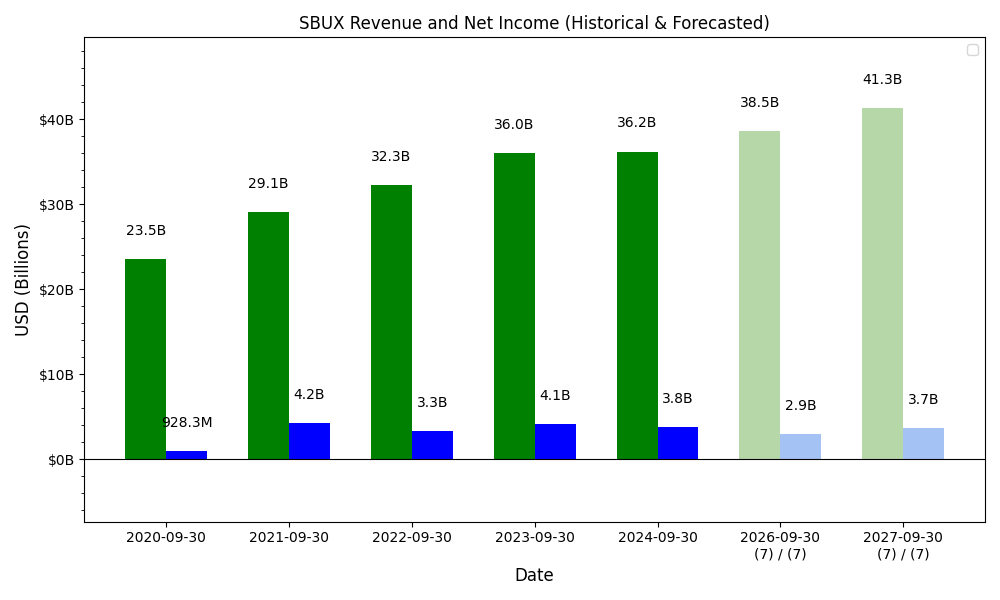 SBUX Revenue and Net Income (Historical & Forecasted)
USD (Billions)
$40B
$30B
$20B
$10B
$0B
23.5B
928.3M
29.1B
4.2B
32.3B
3.3B
36.0B
4.1B
36.2B
3.8B
38.5B
2.9B
41.3B
3.7B
2020-09-30
2021-09-30
2022-09-30
2023-09-30
2024-09-30
2026-09-30
(7) / (7)
2027-09-30
(7) / (7)
Date